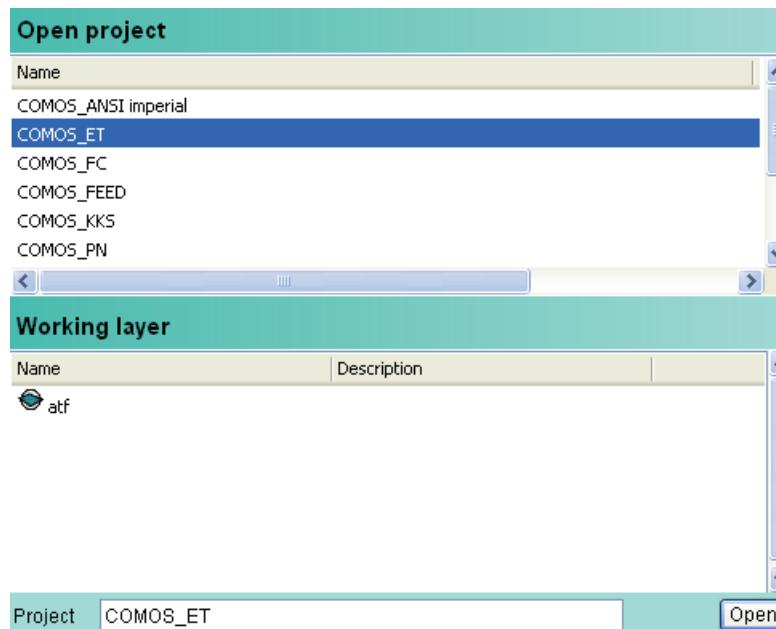 Open project
Name
COMOS_ANSI imperial
COMOS_ET
COMOS_FC
COMOS_FEED
COMOS_KKS
COMOS_PN
Working layer
Name Description
atf
Project COMOS_ET Open